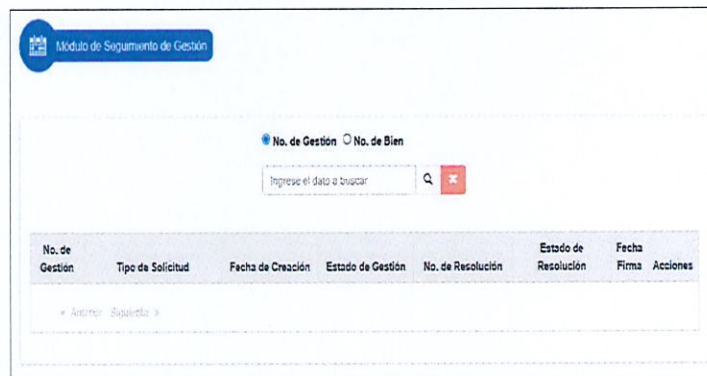 Módulo de Seguimiento de Gestión
No. de Gestión No. de Bien
Ingrese el dato a buscar
No. de Gestión Tipo de Solicitud Fecha de Creación Estado de Gestión No. de Resolución Estado de Resolución Fecha Firma Acciones
« Anterior Siguiente »